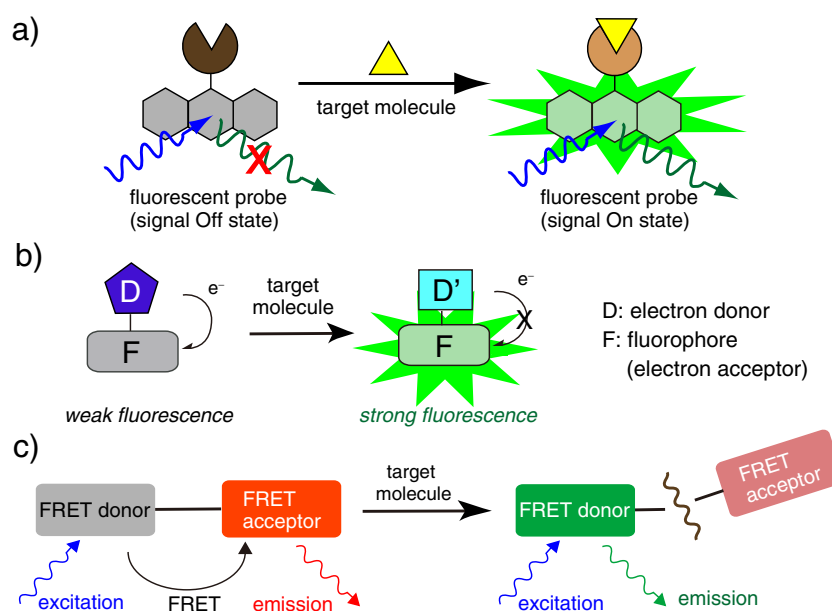 a)
target molecule
X
fluorescent probe
(signal Off state)
fluorescent probe
(signal On state)
b)
D
e⁻
F
weak fluorescence
target
molecule
D'
e⁻
X
F
strong fluorescence
D: electron donor
F: fluorophore
(electron acceptor)
c)
FRET donor
FRET
acceptor
excitation
FRET
emission
target
molecule
FRET donor
FRET
acceptor
excitation
emission